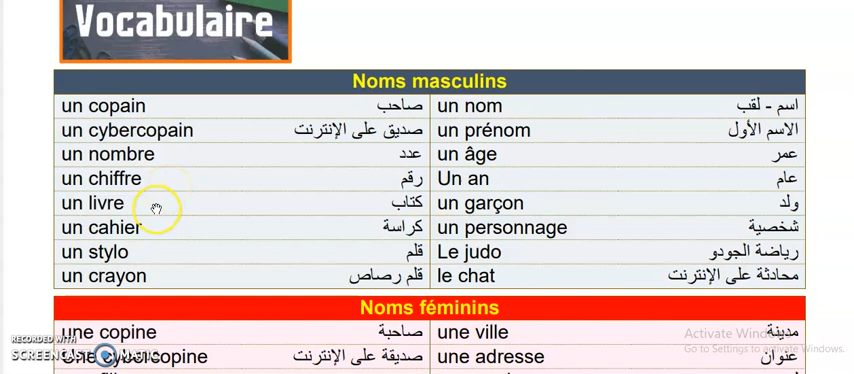 Vocabulaire
Noms masculins
un copain صاحب un nom اسم - لقب
un cybercopain صديق على الإنترنت un prénom الاسم الأول
un nombre عدد un âge عمر
un chiffre رقم Un an عام
un livre كتاب un garçon ولد
un cahier كراسة un personnage شخصية
un stylo قلم Le judo رياضة الجودو
un crayon قلم رصاص le chat محادثة على الإنترنت
Noms féminins
une copine صاحبة une ville مدينة
Une cybercopine صديقة على الإنترنت une adresse عنوان
Activate Windows
Go to Settings to activate Windows.
RECORDED WITH
SCREENCAST MATIC